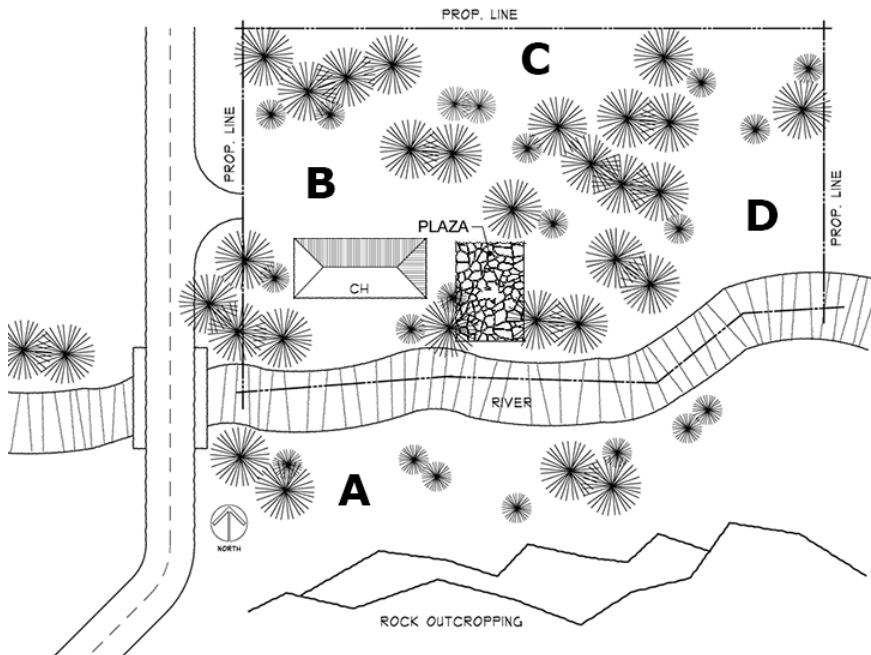 PROP. LINE
C
PROP. LINE
B
PROP. LINE
D
PLAZA
CH
RIVER
A
NORTH
ROCK OUTCROPPING